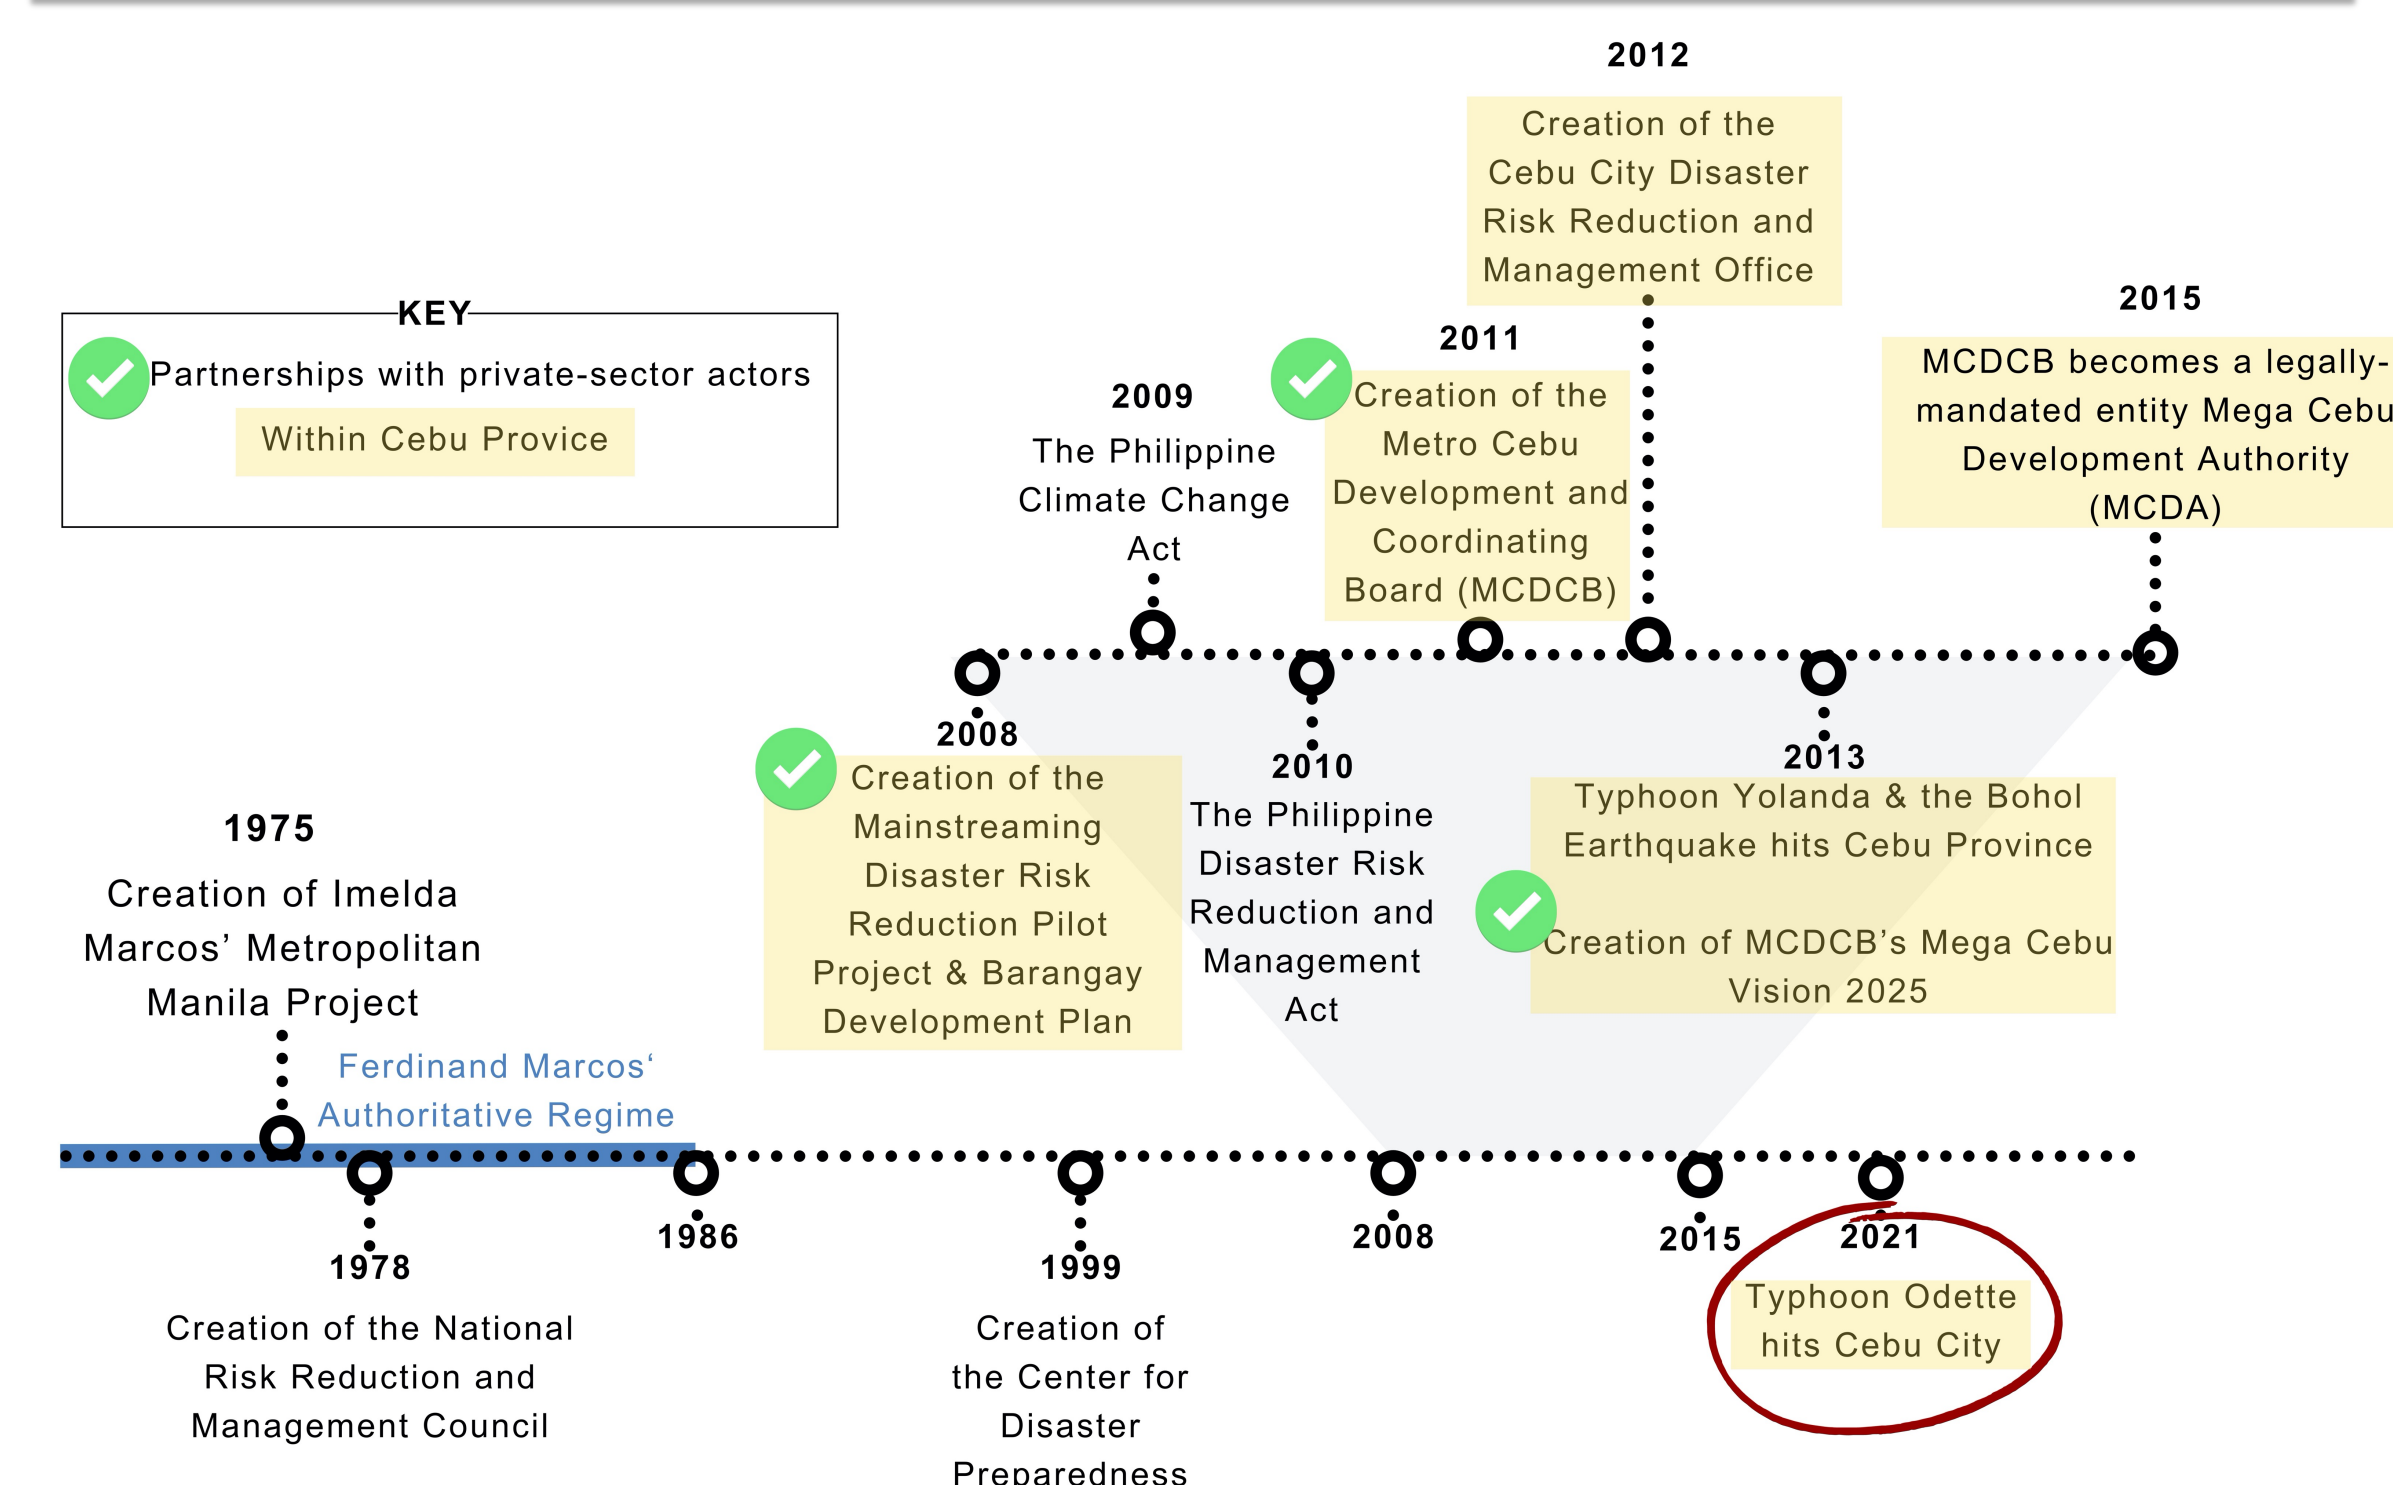 KEY
Partnerships with private-sector actors
Within Cebu Provice
2012
Creation of the
Cebu City Disaster
Risk Reduction and
Management Office
2009
The Philippine
Climate Change
Act
2011
Creation of the
Metro Cebu
Development and
Coordinating
Board (MCDCB)
2015
MCDCB becomes a legally-
mandated entity Mega Cebu
Development Authority
(MCDA)
2008
Creation of the
Mainstreaming
Disaster Risk
Reduction Pilot
Project & Barangay
Development Plan
2010
The Philippine
Disaster Risk
Reduction and
Management
Act
2013
Typhoon Yolanda & the Bohol
Earthquake hits Cebu Province
Creation of MCDCB’s Mega Cebu
Vision 2025
1975
Creation of Imelda
Marcos’ Metropolitan
Manila Project
Ferdinand Marcos‘
Authoritative Regime
1978
Creation of the National
Risk Reduction and
Management Council
1986
1999
Creation of
the Center for
Disaster
Preparedness
2008
2015
2021
Typhoon Odette
hits Cebu City